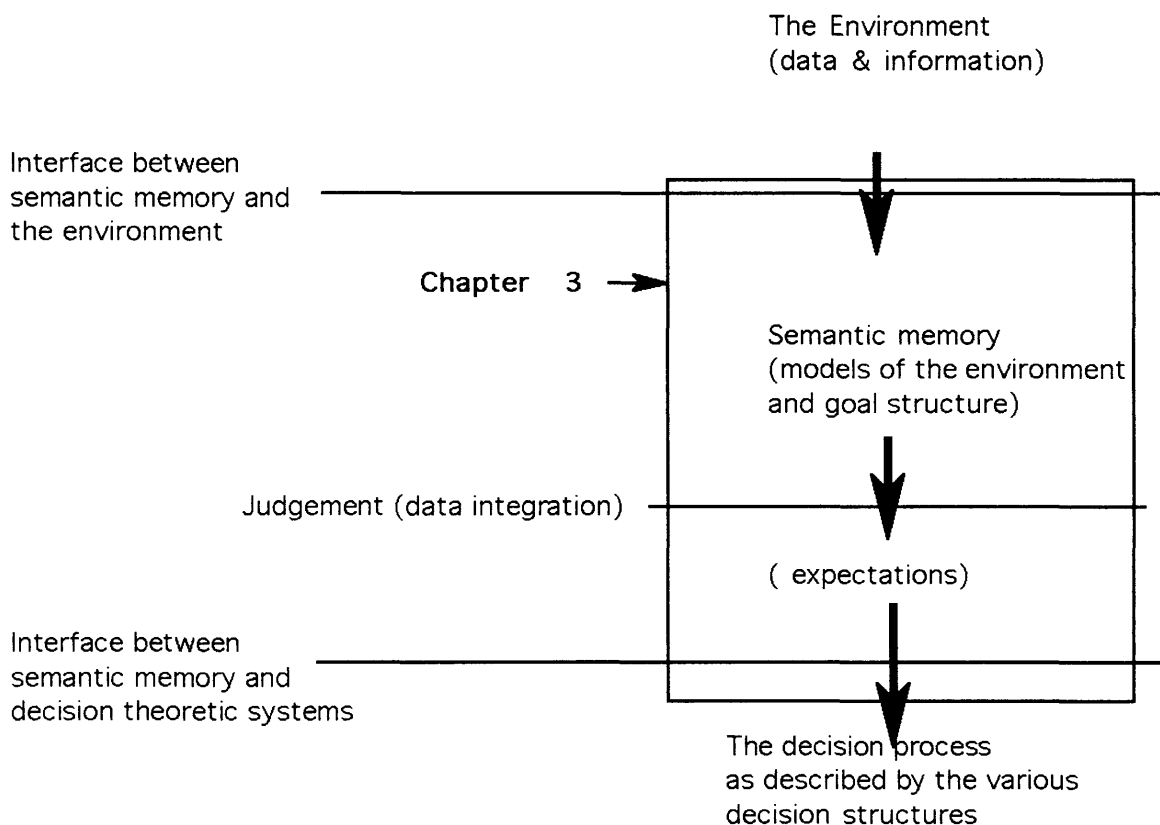 The Environment
(data & information)
Interface between
semantic memory and
the environment
Chapter 3
Semantic memory
(models of the environment
and goal structure)
Judgement (data integration)
( expectations)
Interface between
semantic memory and
decision theoretic systems
The decision process
as described by the various
decision structures